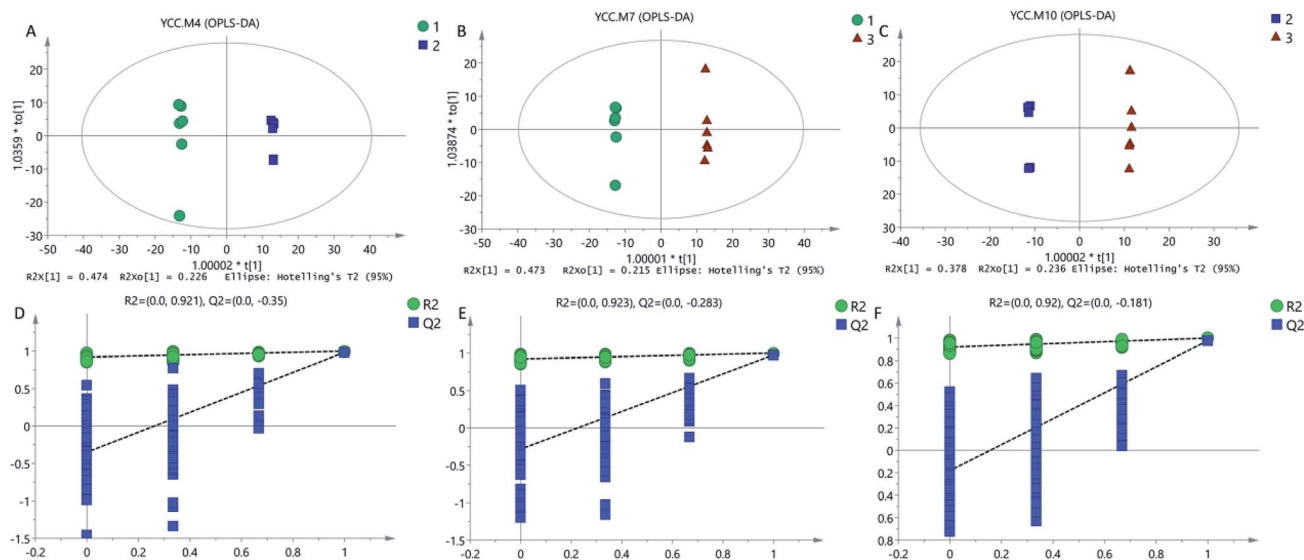 A
YCC.M4 (OPLS-DA)
1
2
1.0359 * to[1]
20
10
0
-10
-20
-30
-50 -40 -30 -20 -10 0 10 20 30 40
1.00002 * t[1]
R2X[1] = 0.474 R2Xo[1] = 0.226 Ellipse: Hotelling's T2 (95%)
B
YCC.M7 (OPLS-DA)
1
3
1.03874 * to[1]
20
10
0
-10
-20
-30
-50 -40 -30 -20 -10 0 10 20 30 40
1.00001 * t[1]
R2X[1] = 0.473 R2Xo[1] = 0.215 Ellipse: Hotelling's T2 (95%)
C
YCC.M10 (OPLS-DA)
2
3
20
10
0
10
20
30
-40 -30 -20 -10 0 10 20 30 40
1.00002 * t[1]
R2X[1] = 0.378 R2Xo[1] = 0.236 Ellipse: Hotelling's T2 (95%)
D
R2=(0.0, 0.921), Q2=(0.0, -0.35)
R2
Q2
1
0.5
0
-0.5
-1
-1.5
-0.2 0 0.2 0.4 0.6 0.8 1
E
R2=(0.0, 0.923), Q2=(0.0, -0.283)
R2
Q2
1
0.5
0
-0.5
-1
-1.5
-0.2 0 0.2 0.4 0.6 0.8 1
F
R2=(0.0, 0.92), Q2=(0.0, -0.181)
R2
Q2
1
0.8
0.6
0.4
0.2
0
0.2
0.4
0.6
0.8
-0.2 0 0.2 0.4 0.6 0.8 1